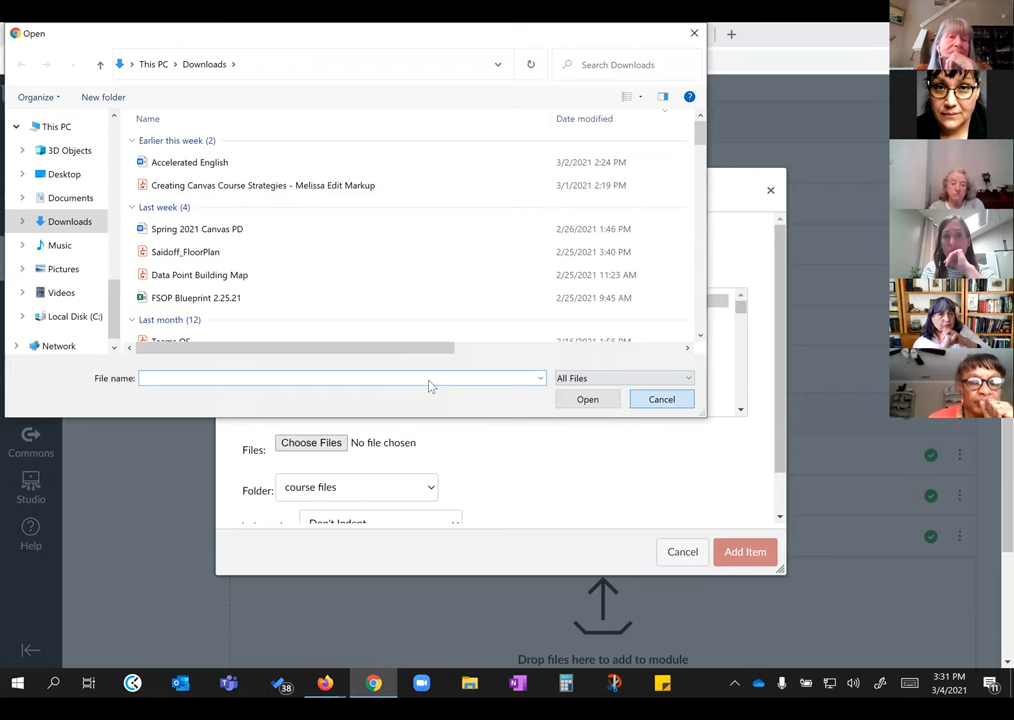 Open
This PC
Downloads
Search Downloads
Organize
New folder
Name
Date modified
This PC
3D Objects
Desktop
Documents
Downloads
Music
Pictures
Videos
Local Disk (C:)
Network
Earlier this week (2)
Accelerated English 3/2/2021 2:24 PM
Creating Canvas Course Strategies - Melissa Edit Markup 3/1/2021 2:19 PM
Last week (4)
Spring 2021 Canvas PD 2/26/2021 1:46 PM
Saidoff_FloorPlan 2/25/2021 3:40 PM
Data Point Building Map 2/25/2021 11:23 AM
FSOP Blueprint 2.25.21 2/25/2021 9:45 AM
Last month (12)
File name:
All Files
Open
Cancel
Commons
Studio
Help
Files: Choose Files No file chosen
Folder: course files
Don't Indent
Cancel
Add Item
Drop files here to add to module
38
3:31 PM
3/4/2021
11